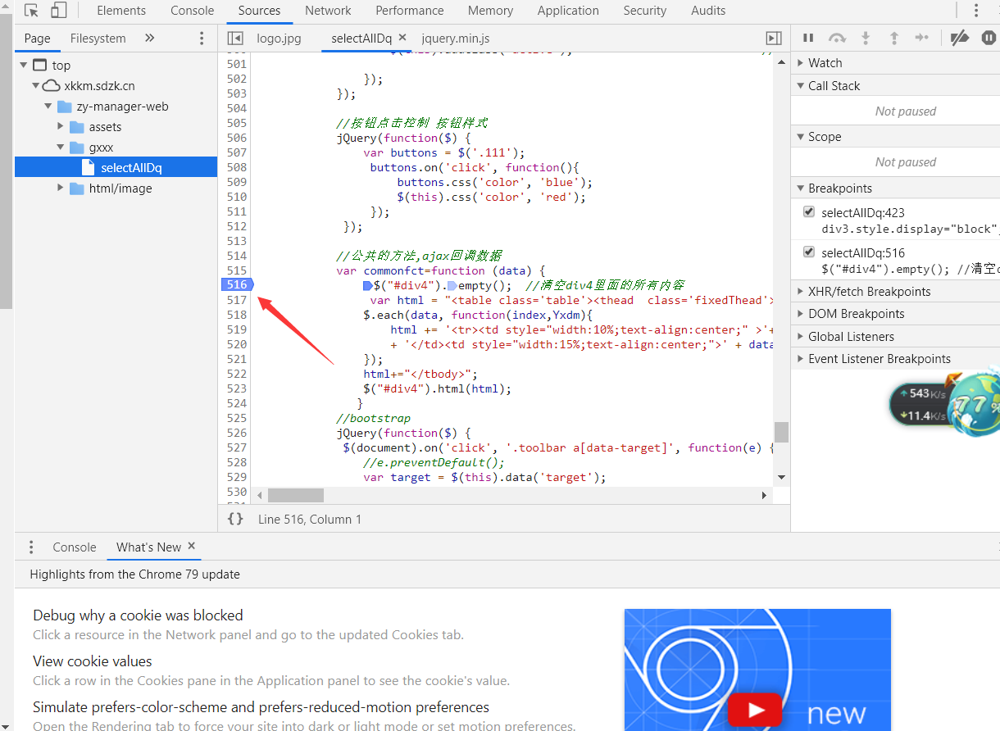 Elements Console Sources Network Performance Memory Application Security Audits
Page Filesystem »
logo.jpg selectAllDq × jquery.min.js
top
xkkm.sdzk.cn
zy-manager-web
assets
gxxx
selectAllDq
html/image
501
502 });
503 });
504
505 //按钮点击控制 按钮样式
506 jQuery(function($) {
507 var buttons = $('.111');
508 buttons.on('click', function(){
509 buttons.css('color', 'blue');
510 $(this).css('color', 'red');
511 });
512 });
513
514 //公共的方法,ajax回调数据
515 var commonfct=function (data) {
516 $("#div4").empty(); //清空div4里面的所有内容
517 var html = "<table class='table'><thead class='fixedThead'>
518 $.each(data, function(index,Yxdm){
519 html += '<tr><td style="width:10%;text-align:center;" >'+
520 + '</td><td style="width:15%;text-align:center;">' + data
521 });
522 html+="</tbody>";
523 $("#div4").html(html);
524 }
525 //bootstrap
526 jQuery(function($) {
527 $(document).on('click', '.toolbar a[data-target]', function(e) {
528 //e.preventDefault();
529 var target = $(this).data('target');
530
{} Line 516, Column 1
Watch
Call Stack
Not paused
Scope
Not paused
Breakpoints
selectAllDq:423
div3.style.display="block"
selectAllDq:516
$("#div4").empty(); //清空
XHR/fetch Breakpoints
DOM Breakpoints
Global Listeners
Event Listener Breakpoints
543 K/s
11.4K/s
77%
Console What's New ×
Highlights from the Chrome 79 update
Debug why a cookie was blocked
Click a resource in the Network panel and go to the updated Cookies tab.
View cookie values
Click a row in the Cookies pane in the Application panel to see the cookie's value.
Simulate prefers-color-scheme and prefers-reduced-motion preferences
Open the Rendering tab to force your site into dark or light mode or set motion preferences.
new